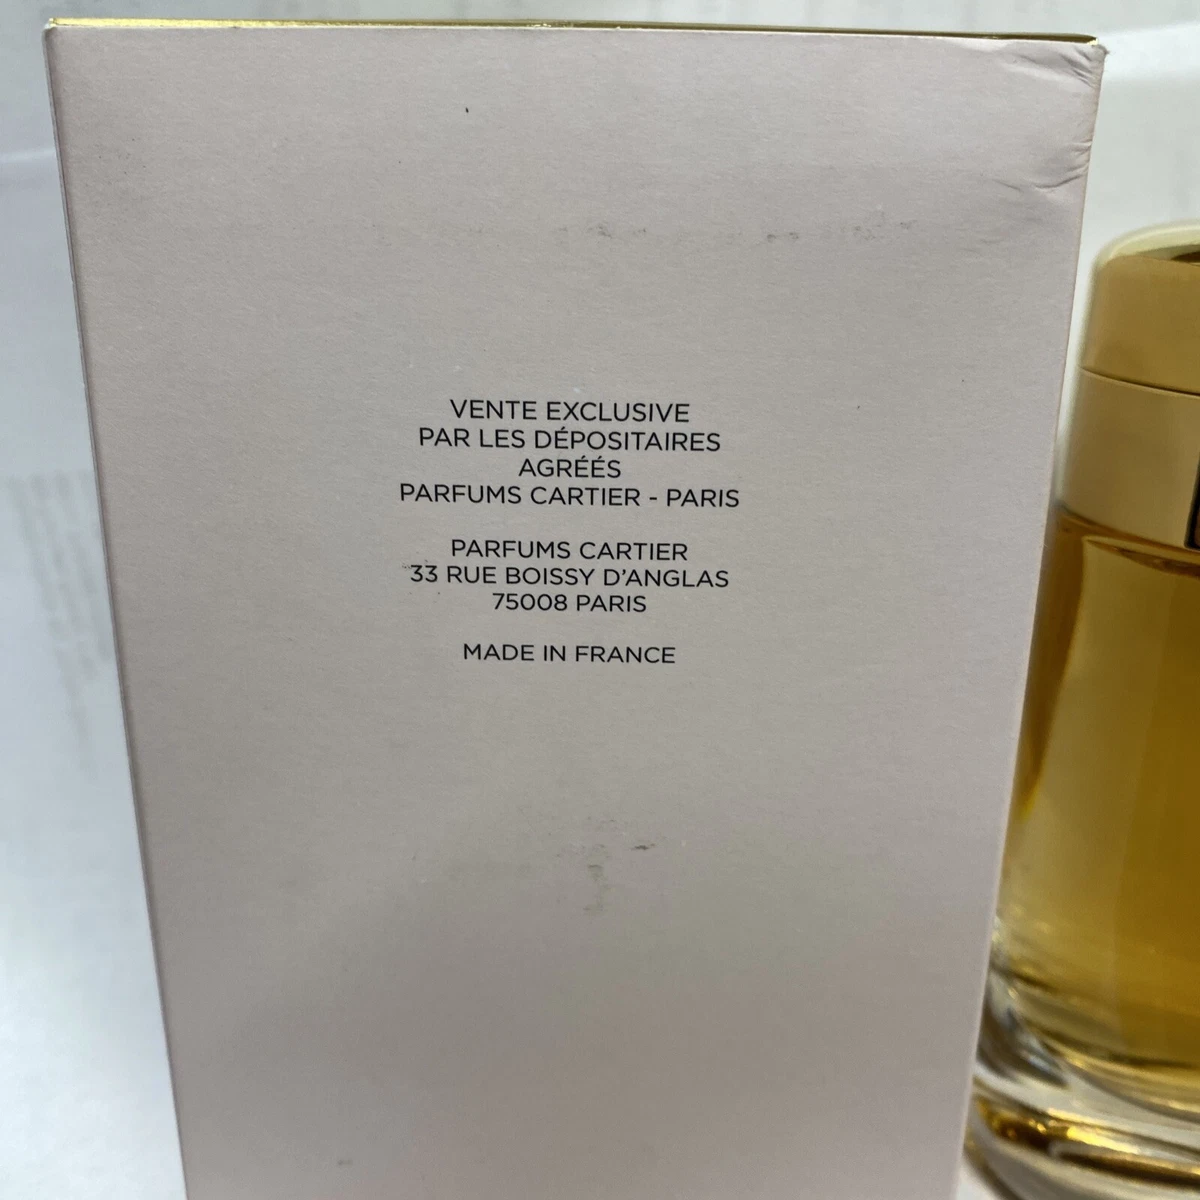 VENTE EXCLUSIVE
PAR LES DÉPOSITAIRES
AGRÉÉS
PARFUMS CARTIER - PARIS
PARFUMS CARTIER
33 RUE BOISSY D'ANGLAS
75008 PARIS
MADE IN FRANCE